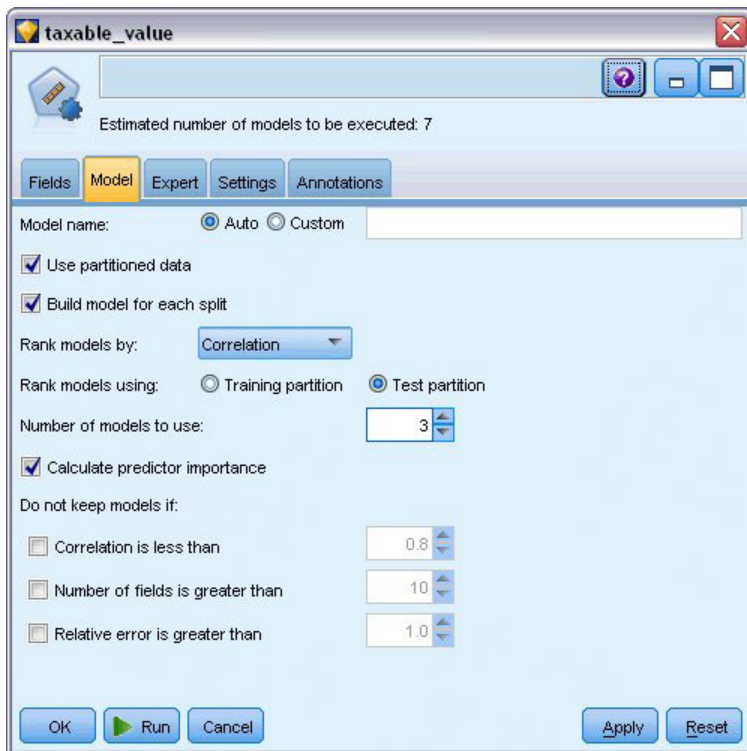 taxable_value
Estimated number of models to be executed: 7
Fields Model Expert Settings Annotations
Model name: Auto Custom
Use partitioned data
Build model for each split
Rank models by: Correlation
Rank models using: Training partition Test partition
Number of models to use: 3
Calculate predictor importance
Do not keep models if:
Correlation is less than 0.8
Number of fields is greater than 10
Relative error is greater than 1.0
OK Run Cancel Apply Reset